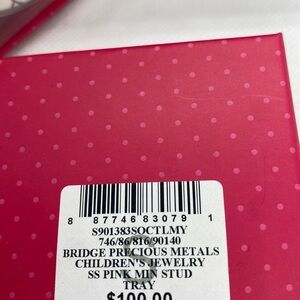 8 87746 83079 1
S901383SOCTLMY
746/86/816/90140
BRIDGE PRECIOUS METALS
CHILDREN'S JEWELRY
SS PINK MIN STUD
TRAY
$100.00